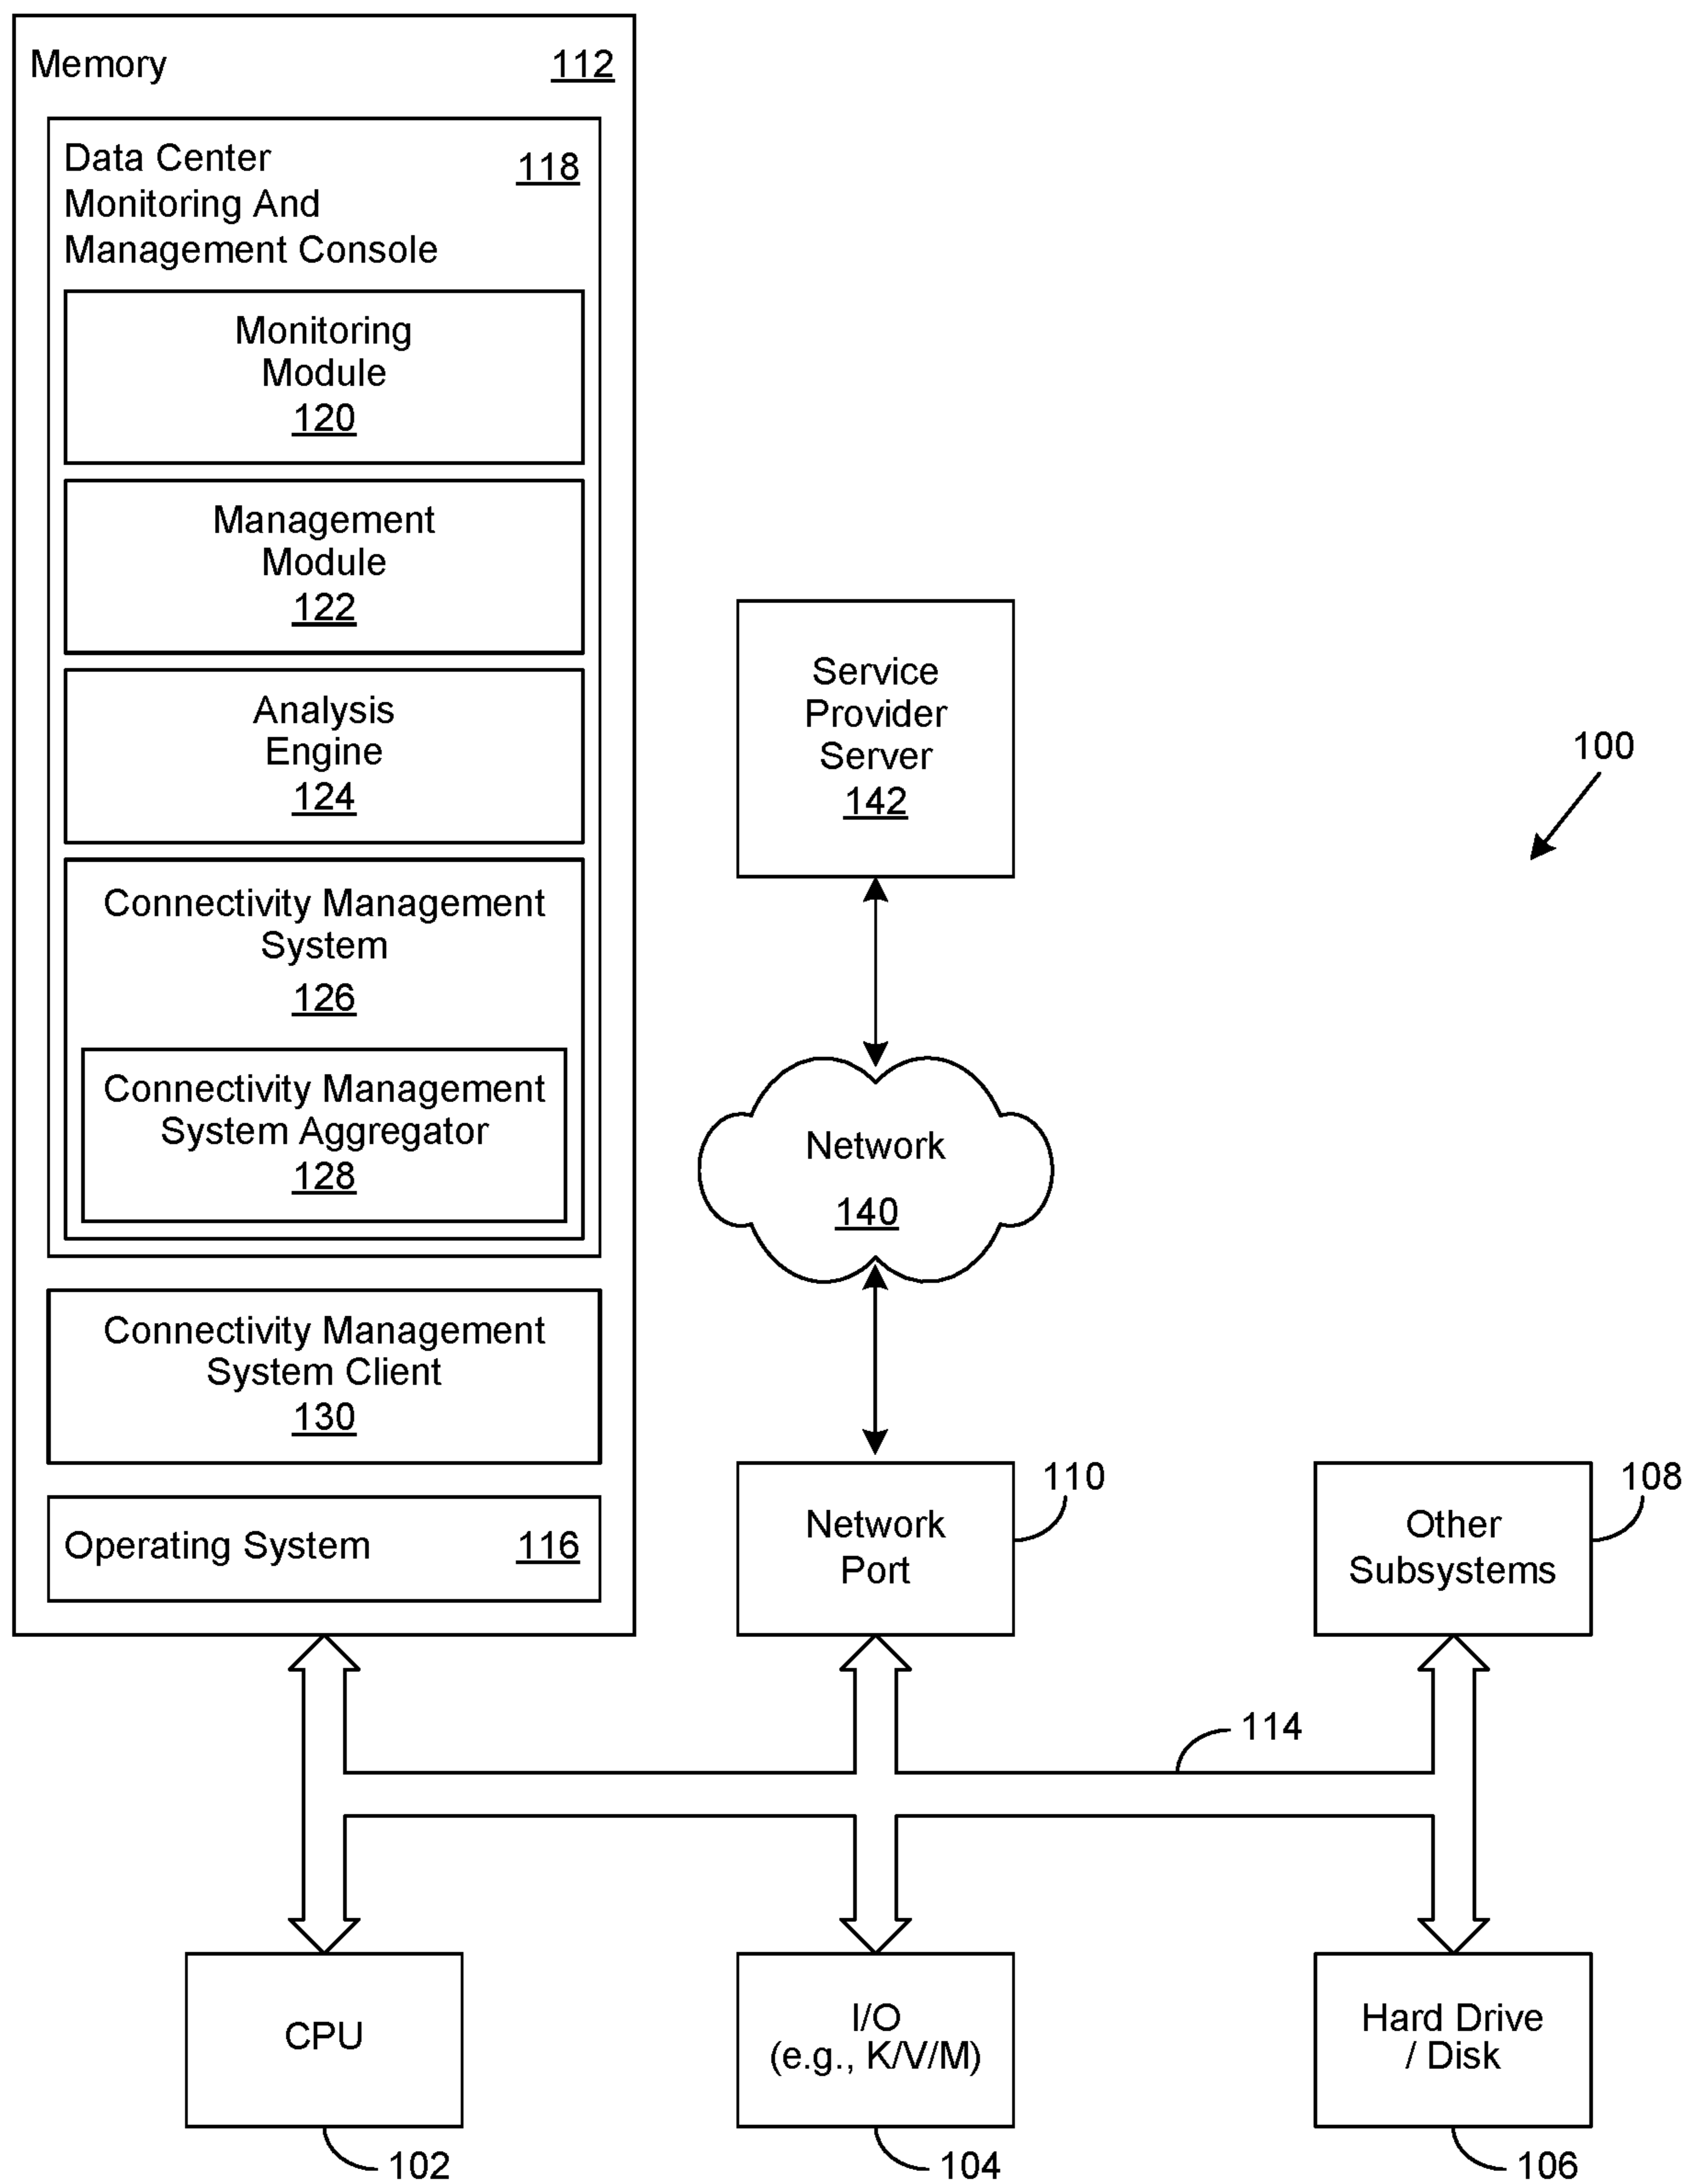 Memory 112
Data Center 118
Monitoring And
Management Console
Monitoring
Module
120
Management
Module
122
Analysis
Engine
124
Connectivity Management
System
126
Connectivity Management
System Aggregator
128
Connectivity Management
System Client
130
Operating System 116
Service
Provider
Server
142
100
Network
140
Network
Port
110
Other
Subsystems
108
114
CPU
102
I/O
(e.g., K/V/M)
104
Hard Drive
/ Disk
106